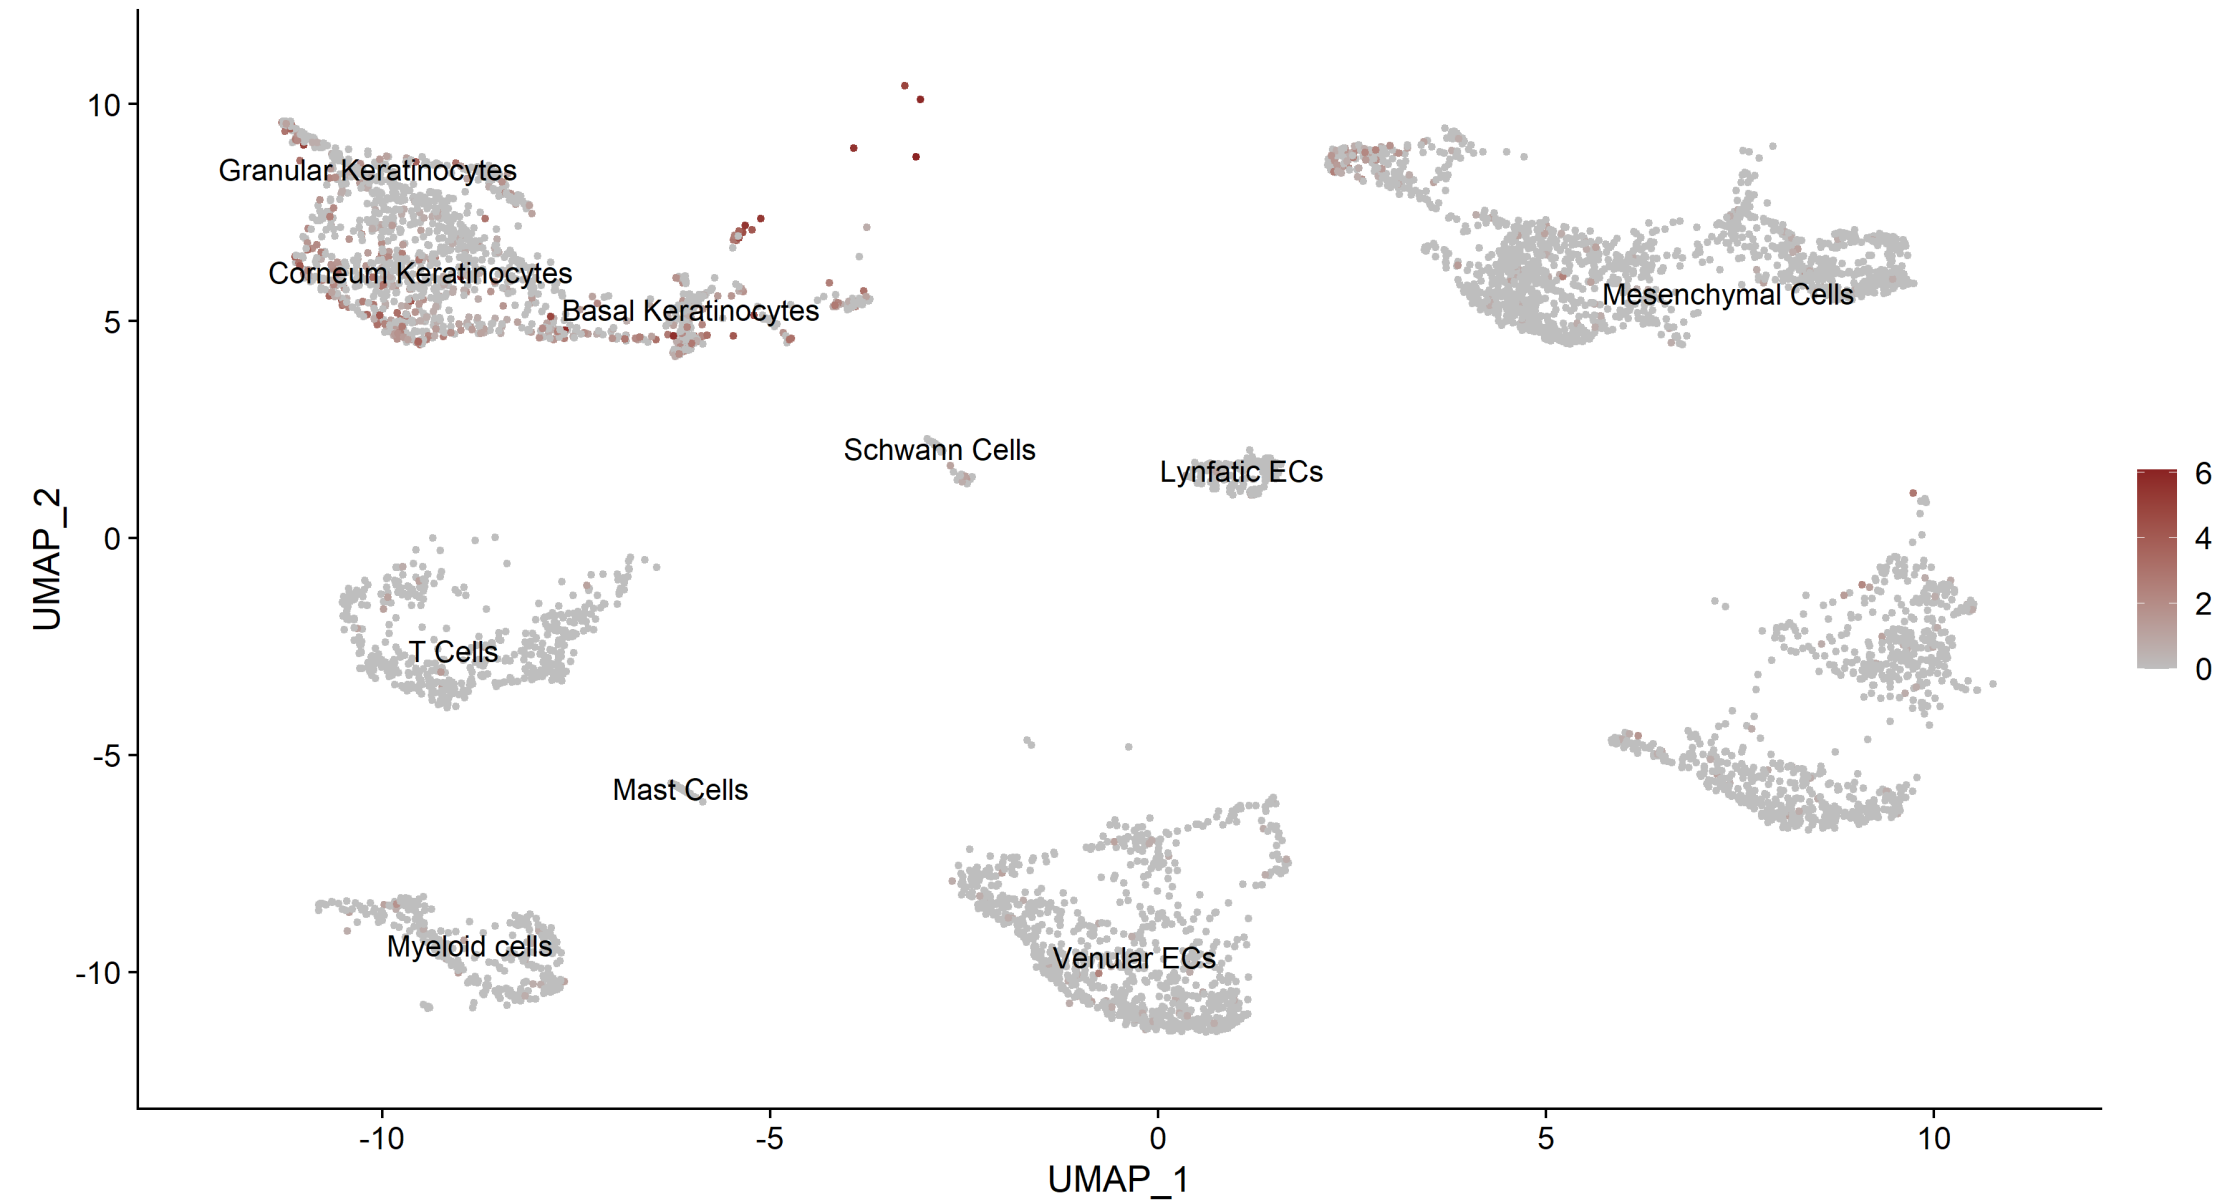 10
Granular Keratinocytes
Corneum Keratinocytes
Basal Keratinocytes
Mesenchymal Cells
5
Schwann Cells
Lynfatic ECs
6
4
2
0
UMAP_2
0
T Cells
-5
Mast Cells
Myeloid cells
Venular ECs
-10
-10
-5
0
5
10
UMAP_1